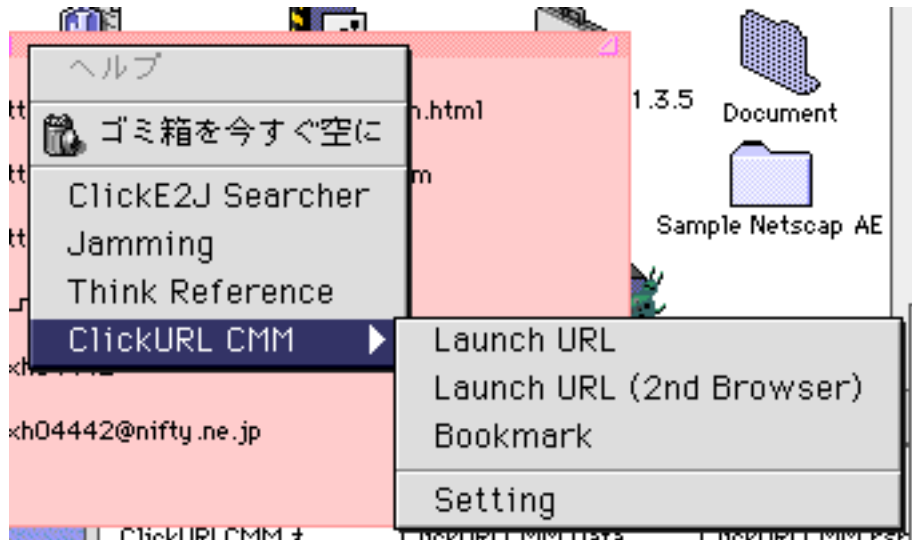 ヘルプ
ゴミ箱を今すぐ空に
ClickE2J Searcher
Jamming
Think Reference
ClickURL CMM
Launch URL
Launch URL (2nd Browser)
Bookmark
Setting
.html
1.3.5
Document
Sample Netscap AE
xh04442@nifty.ne.jp
ClickURLCMM